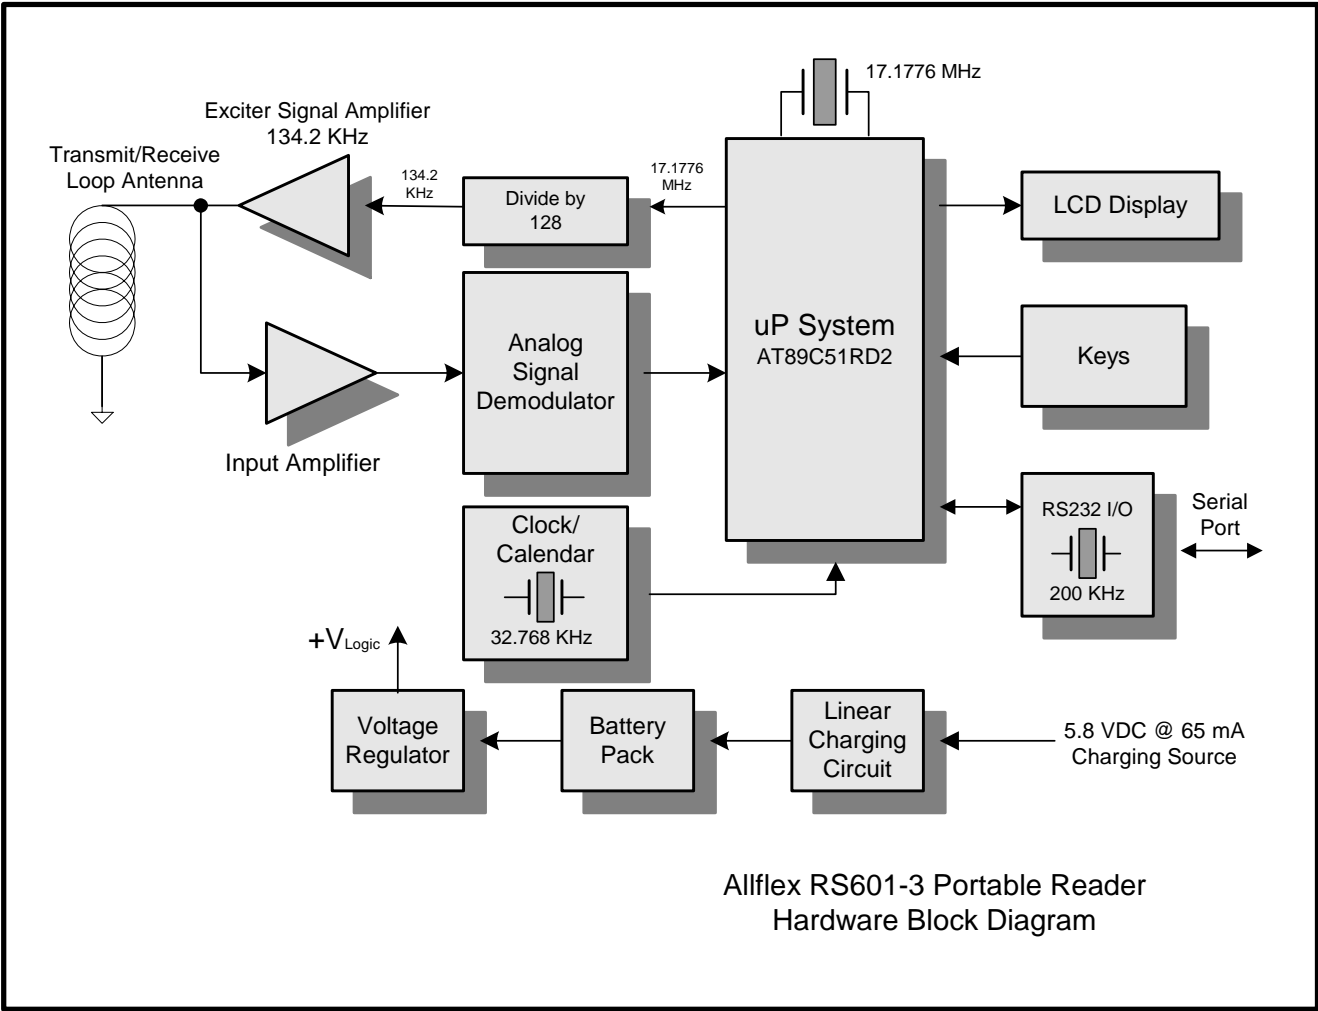 17.1776 MHz
Exciter Signal Amplifier
134.2 KHz
Transmit/Receive
Loop Antenna
134.2
KHz
Divide by
128
17.1776
MHz
LCD Display
uP System
AT89C51RD2
Analog
Signal
Demodulator
Keys
Input Amplifier
RS232 I/O
200 KHz
Serial
Port
Clock/
Calendar
32.768 KHz
+VLogic
Voltage
Regulator
Battery
Pack
Linear
Charging
Circuit
5.8 VDC @ 65 mA
Charging Source
Allflex RS601-3 Portable Reader
Hardware Block Diagram